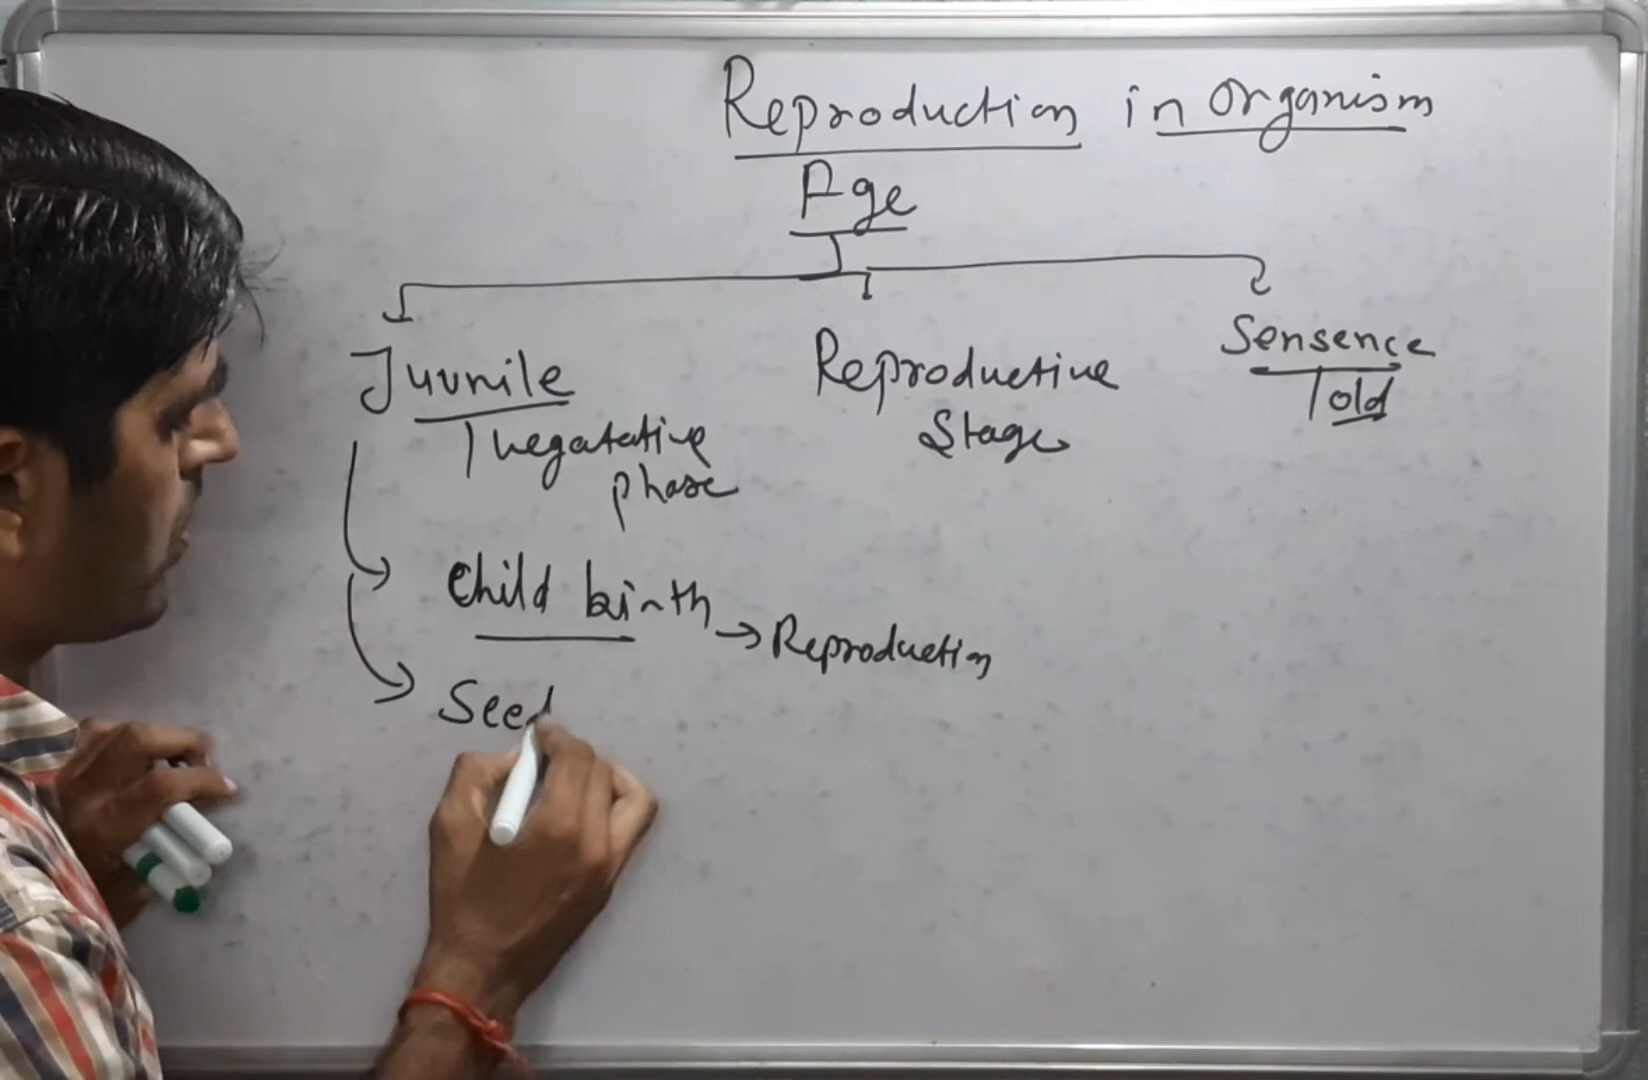 Reproduction in organism
Age
Juvnile
/ vegatative
phase
Reproductive
Stage
Sensence
/ old
Child birth
→ Reproduction
Seed